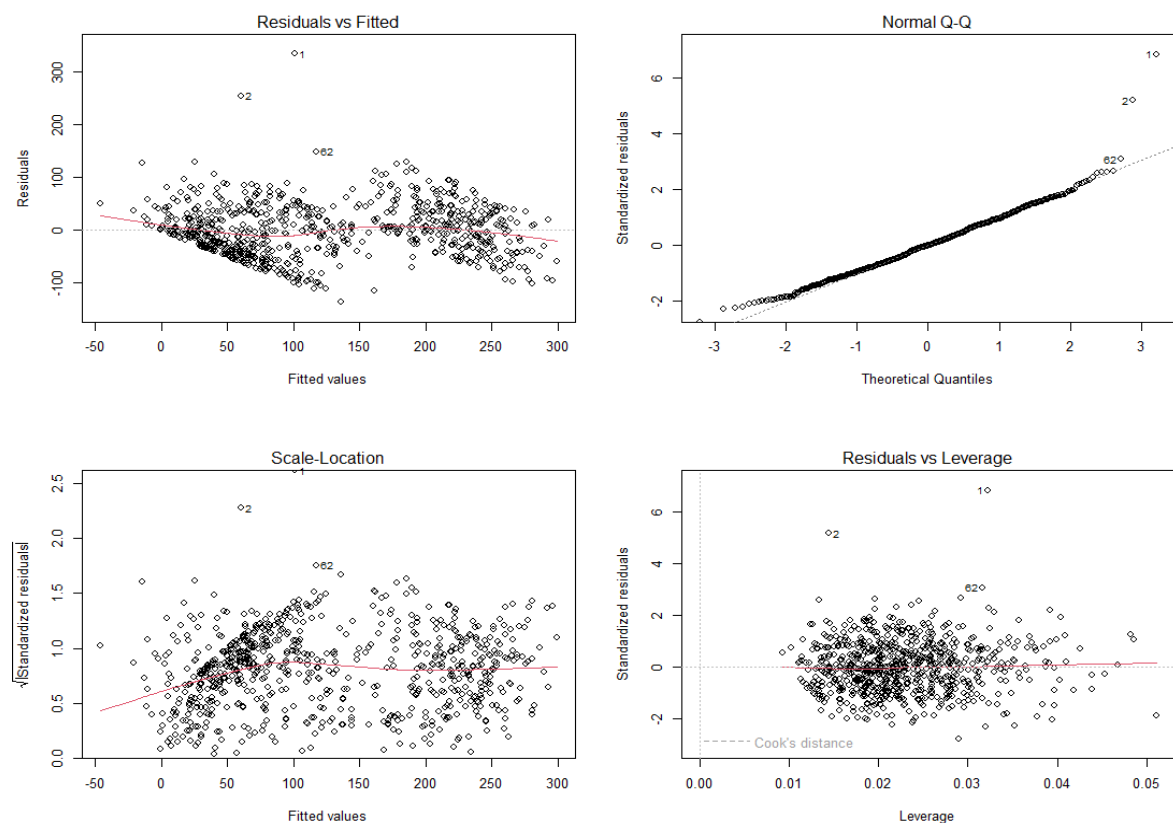 Residuals vs Fitted
Residuals
300
200
100
0
-100
1
2
62
-50 0 50 100 150 200 250 300
Fitted values
Normal Q-Q
Standardized residuals
6
4
2
0
-2
1
2
62
-3 -2 -1 0 1 2 3
Theoretical Quantiles
Scale-Location
√|Standardized residuals|
2.5
2.0
1.5
1.0
0.5
0.0
1
2
62
-50 0 50 100 150 200 250 300
Fitted values
Residuals vs Leverage
Standardized residuals
6
4
2
0
-2
1
2
62
Cook's distance
0.00 0.01 0.02 0.03 0.04 0.05
Leverage